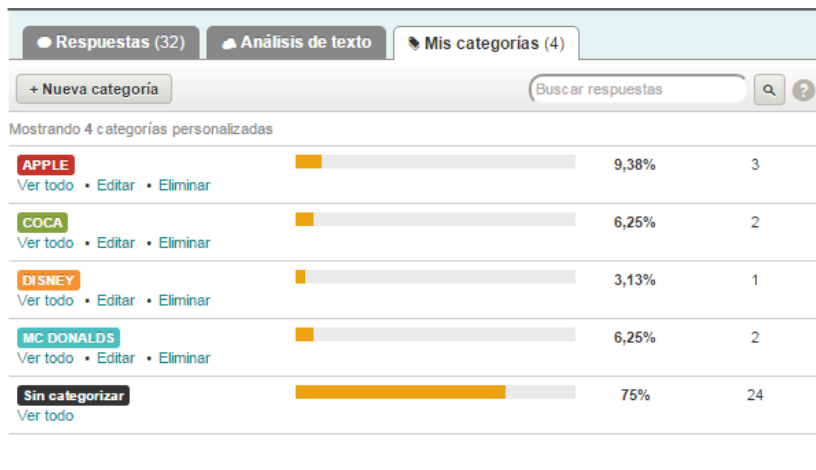 Respuestas (32) Análisis de texto Mis categorías (4)
+ Nueva categoría Buscar respuestas ?
Mostrando 4 categorías personalizadas
APPLE 9,38% 3
Ver todo • Editar • Eliminar
COCA 6,25% 2
Ver todo • Editar • Eliminar
DISNEY 3,13% 1
Ver todo • Editar • Eliminar
MC DONALDS 6,25% 2
Ver todo • Editar • Eliminar
Sin categorizar 75% 24
Ver todo